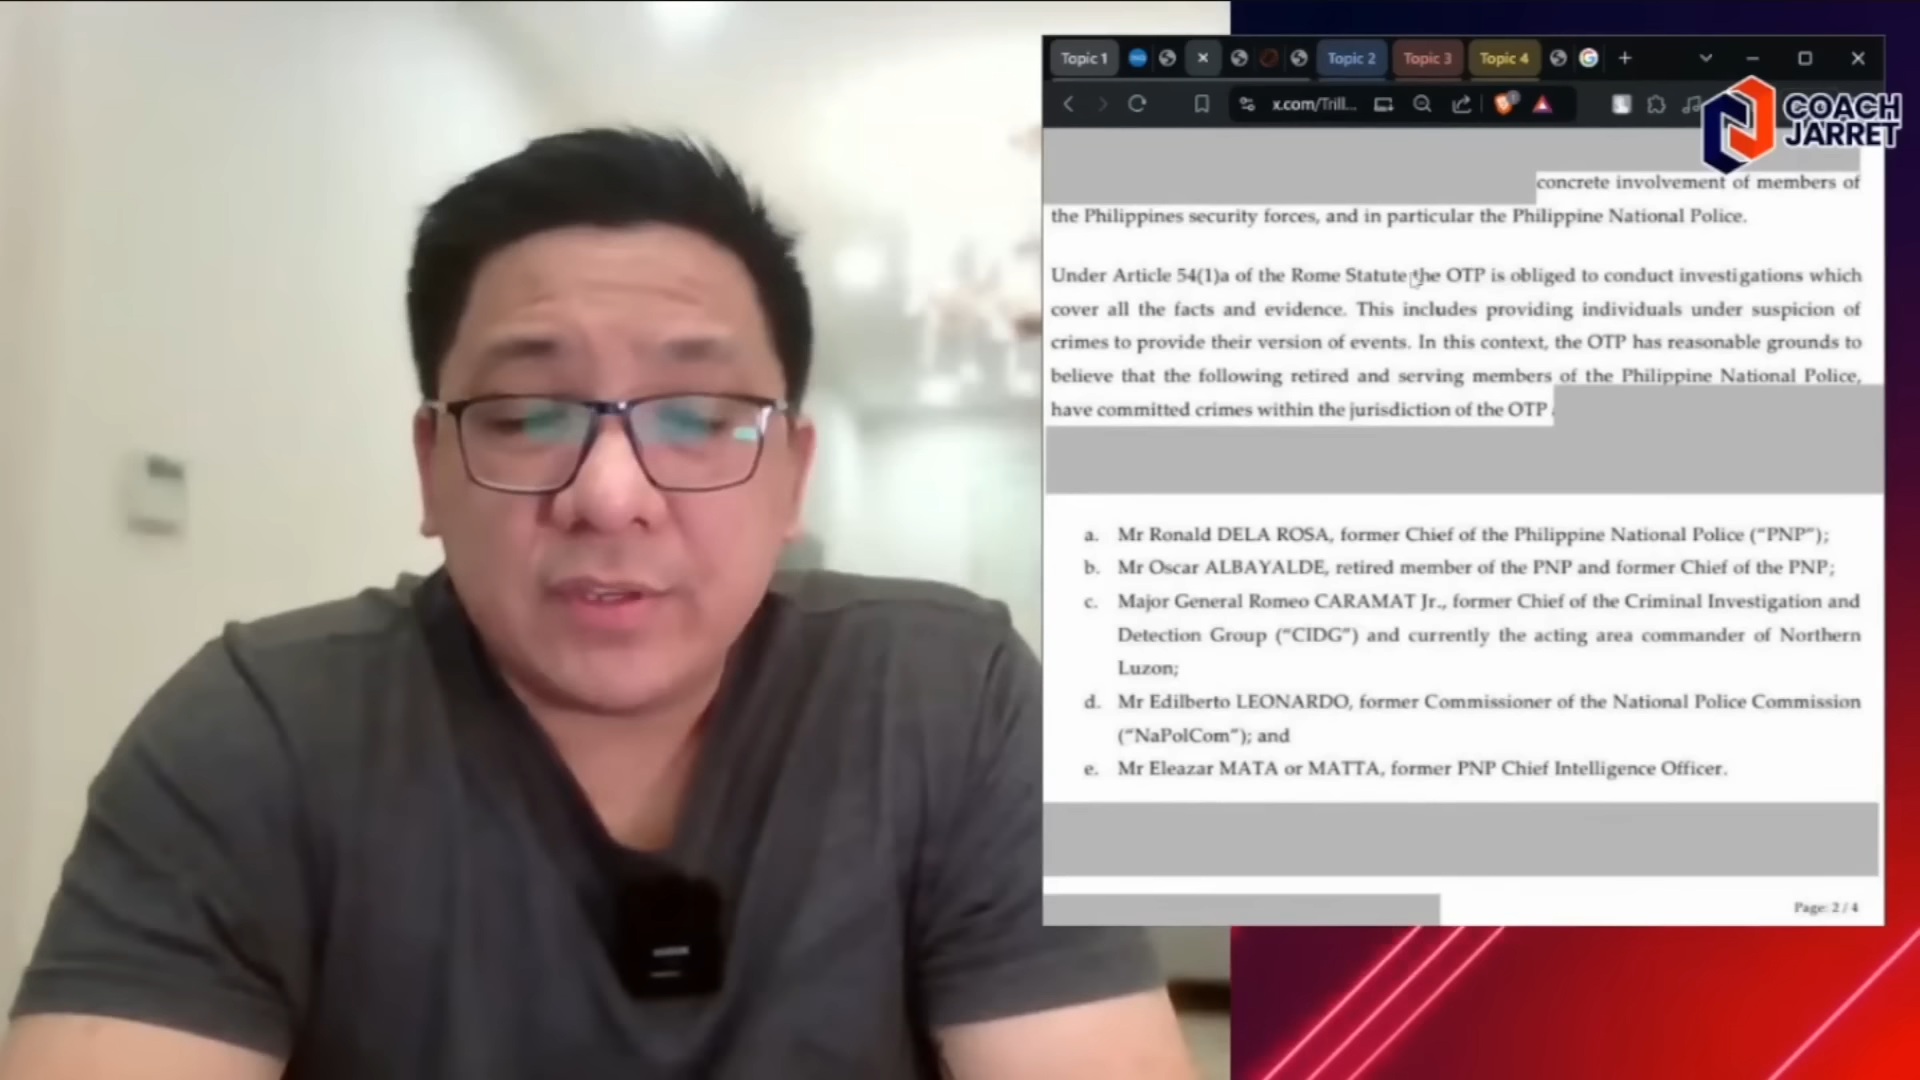 Topic 1
Topic 2
Topic 3
Topic 4
x.com/Trill...
COACH
JARRET
concrete involvement of members of
the Philippines security forces, and in particular the Philippine National Police.
Under Article 54(1)a of the Rome Statute the OTP is obliged to conduct investigations which
cover all the facts and evidence. This includes providing individuals under suspicion of
crimes to provide their version of events. In this context, the OTP has reasonable grounds to
believe that the following retired and serving members of the Philippine National Police,
have committed crimes within the jurisdiction of the OTP
a. Mr Ronald DELA ROSA, former Chief of the Philippine National Police (“PNP”);
b. Mr Oscar ALBAYALDE, retired member of the PNP and former Chief of the PNP;
c. Major General Romeo CARAMAT Jr., former Chief of the Criminal Investigation and
Detection Group (“CIDG”) and currently the acting area commander of Northern
Luzon;
d. Mr Edilberto LEONARDO, former Commissioner of the National Police Commission
(“NaPolCom”); and
e. Mr Eleazar MATA or MATTA, former PNP Chief Intelligence Officer.
Page: 2 / 4